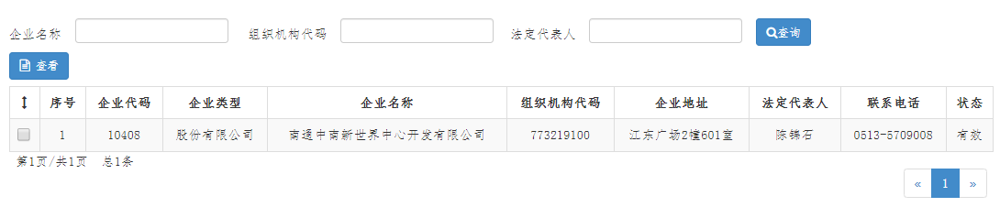 企业名称 组织机构代码 法定代表人 查询
查看
序号 企业代码 企业类型 企业名称 组织机构代码 企业地址 法定代表人 联系电话 状态
1 10408 股份有限公司 南通中南新世界中心开发有限公司 773219100 江东广场2幢601室 陈锦石 0513-5709008 有效
第1页/共1页 总1条
« 1 »